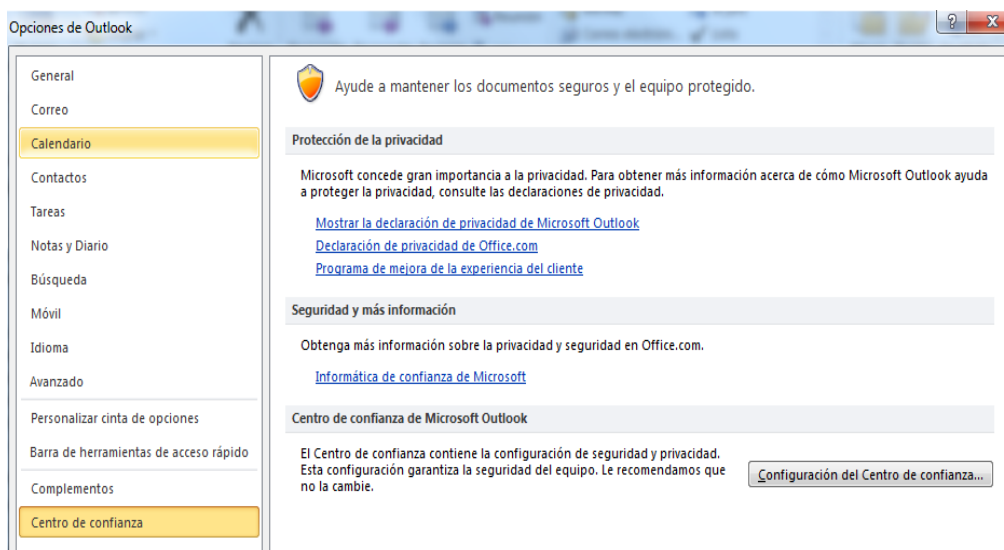 Opciones de Outlook
General
Correo
Calendario
Contactos
Tareas
Notas y Diario
Búsqueda
Móvil
Idioma
Avanzado
Personalizar cinta de opciones
Barra de herramientas de acceso rápido
Complementos
Centro de confianza
Ayude a mantener los documentos seguros y el equipo protegido.
Protección de la privacidad
Microsoft concede gran importancia a la privacidad. Para obtener más información acerca de cómo Microsoft Outlook ayuda
a proteger la privacidad, consulte las declaraciones de privacidad.
Mostrar la declaración de privacidad de Microsoft Outlook
Declaración de privacidad de Office.com
Programa de mejora de la experiencia del cliente
Seguridad y más información
Obtenga más información sobre la privacidad y seguridad en Office.com.
Informática de confianza de Microsoft
Centro de confianza de Microsoft Outlook
El Centro de confianza contiene la configuración de seguridad y privacidad.
Esta configuración garantiza la seguridad del equipo. Le recomendamos que
no la cambie.
Configuración del Centro de confianza...